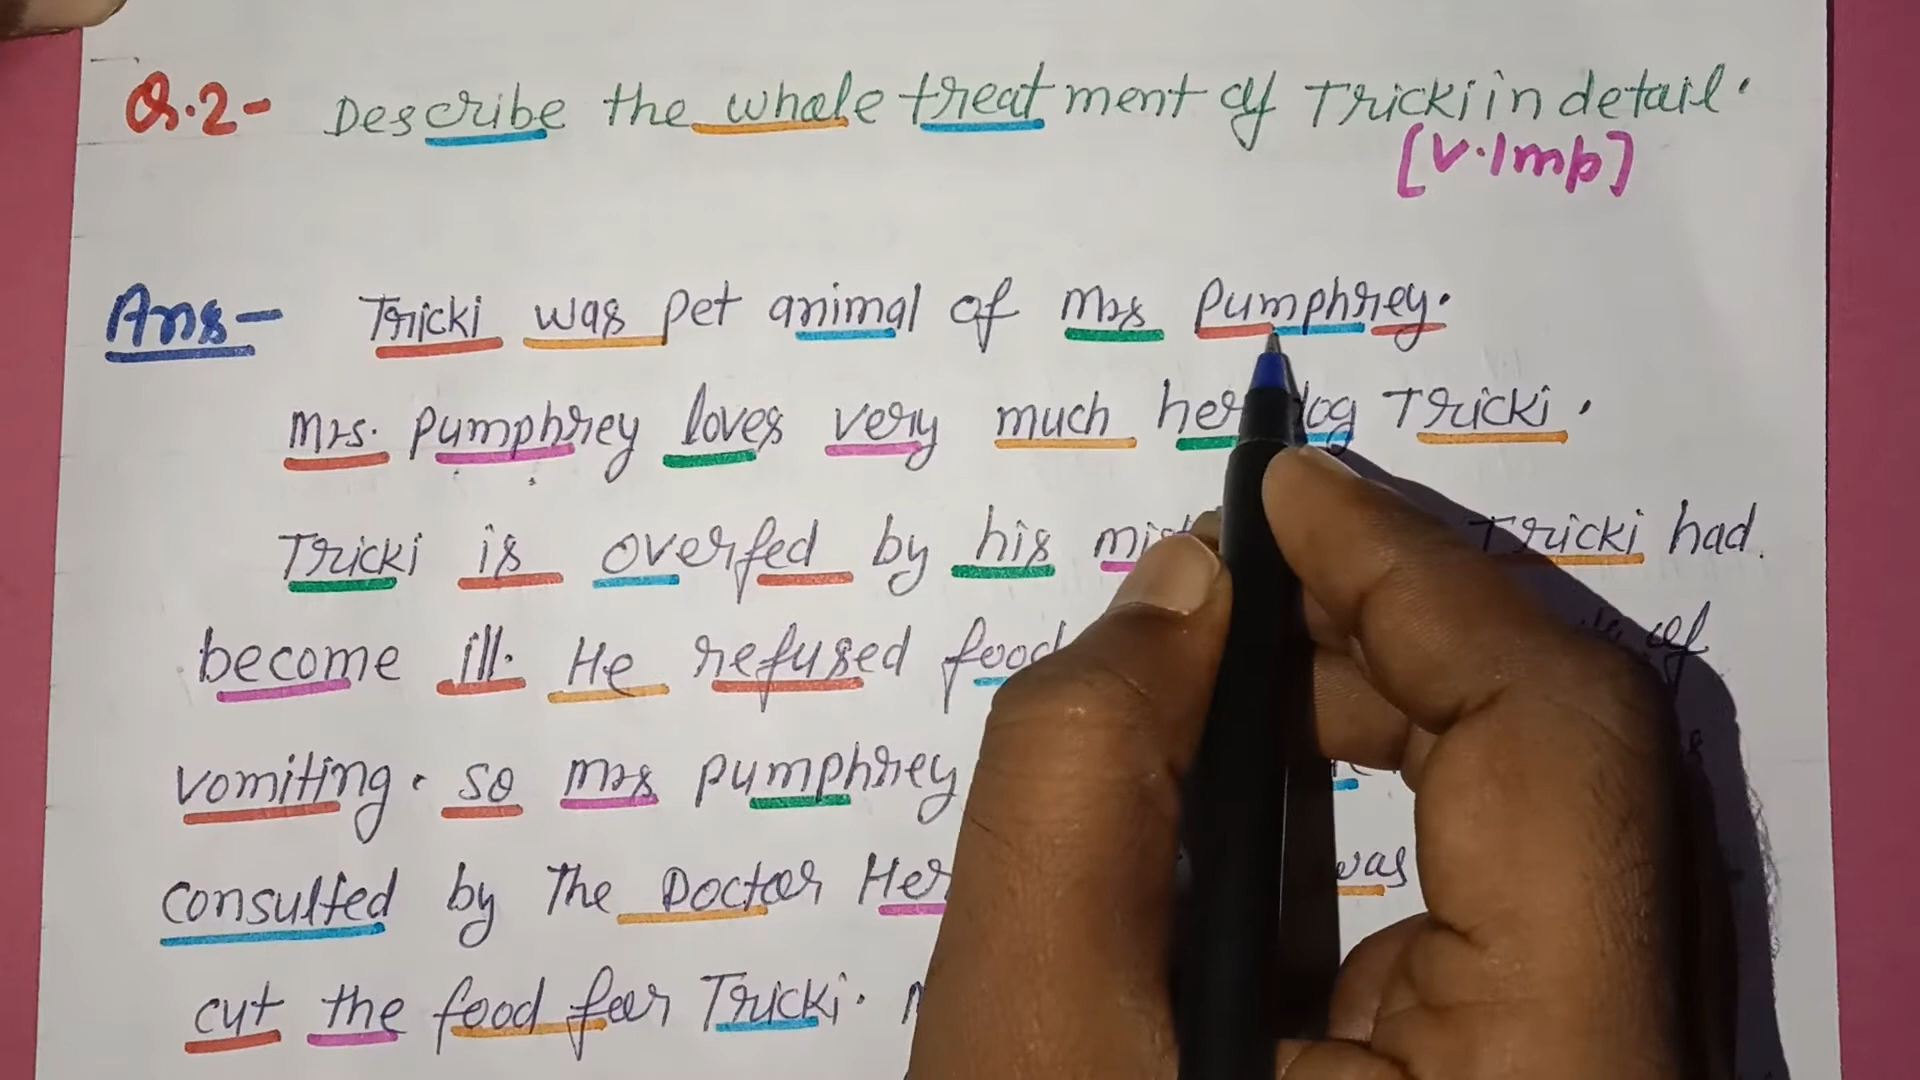 Q.2- Describe the whole treatment of Tricki in detail.
[V.Imp]
Ans- Tricki was pet animal of Mrs Pumphrey.
Mrs. Pumphrey loves very much her dog Tricki.
Tricki is overfed by his Tricki had
become ill. He refused food of
vomiting. so Mrs Pumphrey
consulted by the Doctor was
cut the food for Tricki.